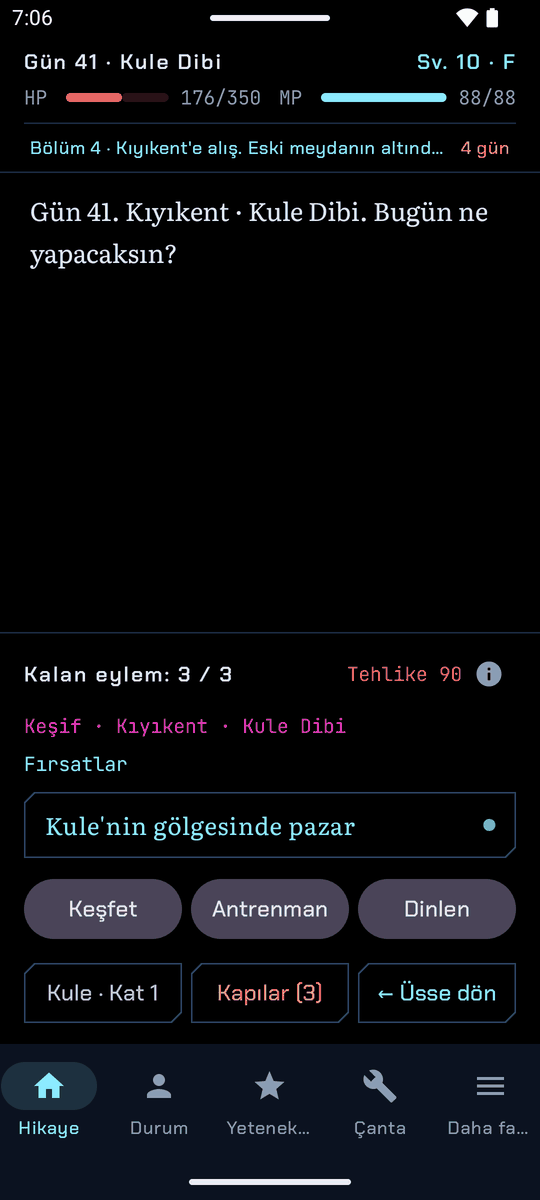 7:06
Gün 41 · Kule Dibi
Sv. 10 · F
HP 176/350 MP 88/88
Bölüm 4 · Kıyıkent'e alış. Eski meydanın altınd... 4 gün
Gün 41. Kıyıkent · Kule Dibi. Bugün ne
yapacaksın?
Kalan eylem: 3 / 3
Tehlike 90
Keşif · Kıyıkent · Kule Dibi
Fırsatlar
Kule'nin gölgesinde pazar
Keşfet
Antrenman
Dinlen
Kule · Kat 1
Kapılar (3)
← Üsse dön
Hikaye
Durum
Yetenek...
Çanta
Daha fa...